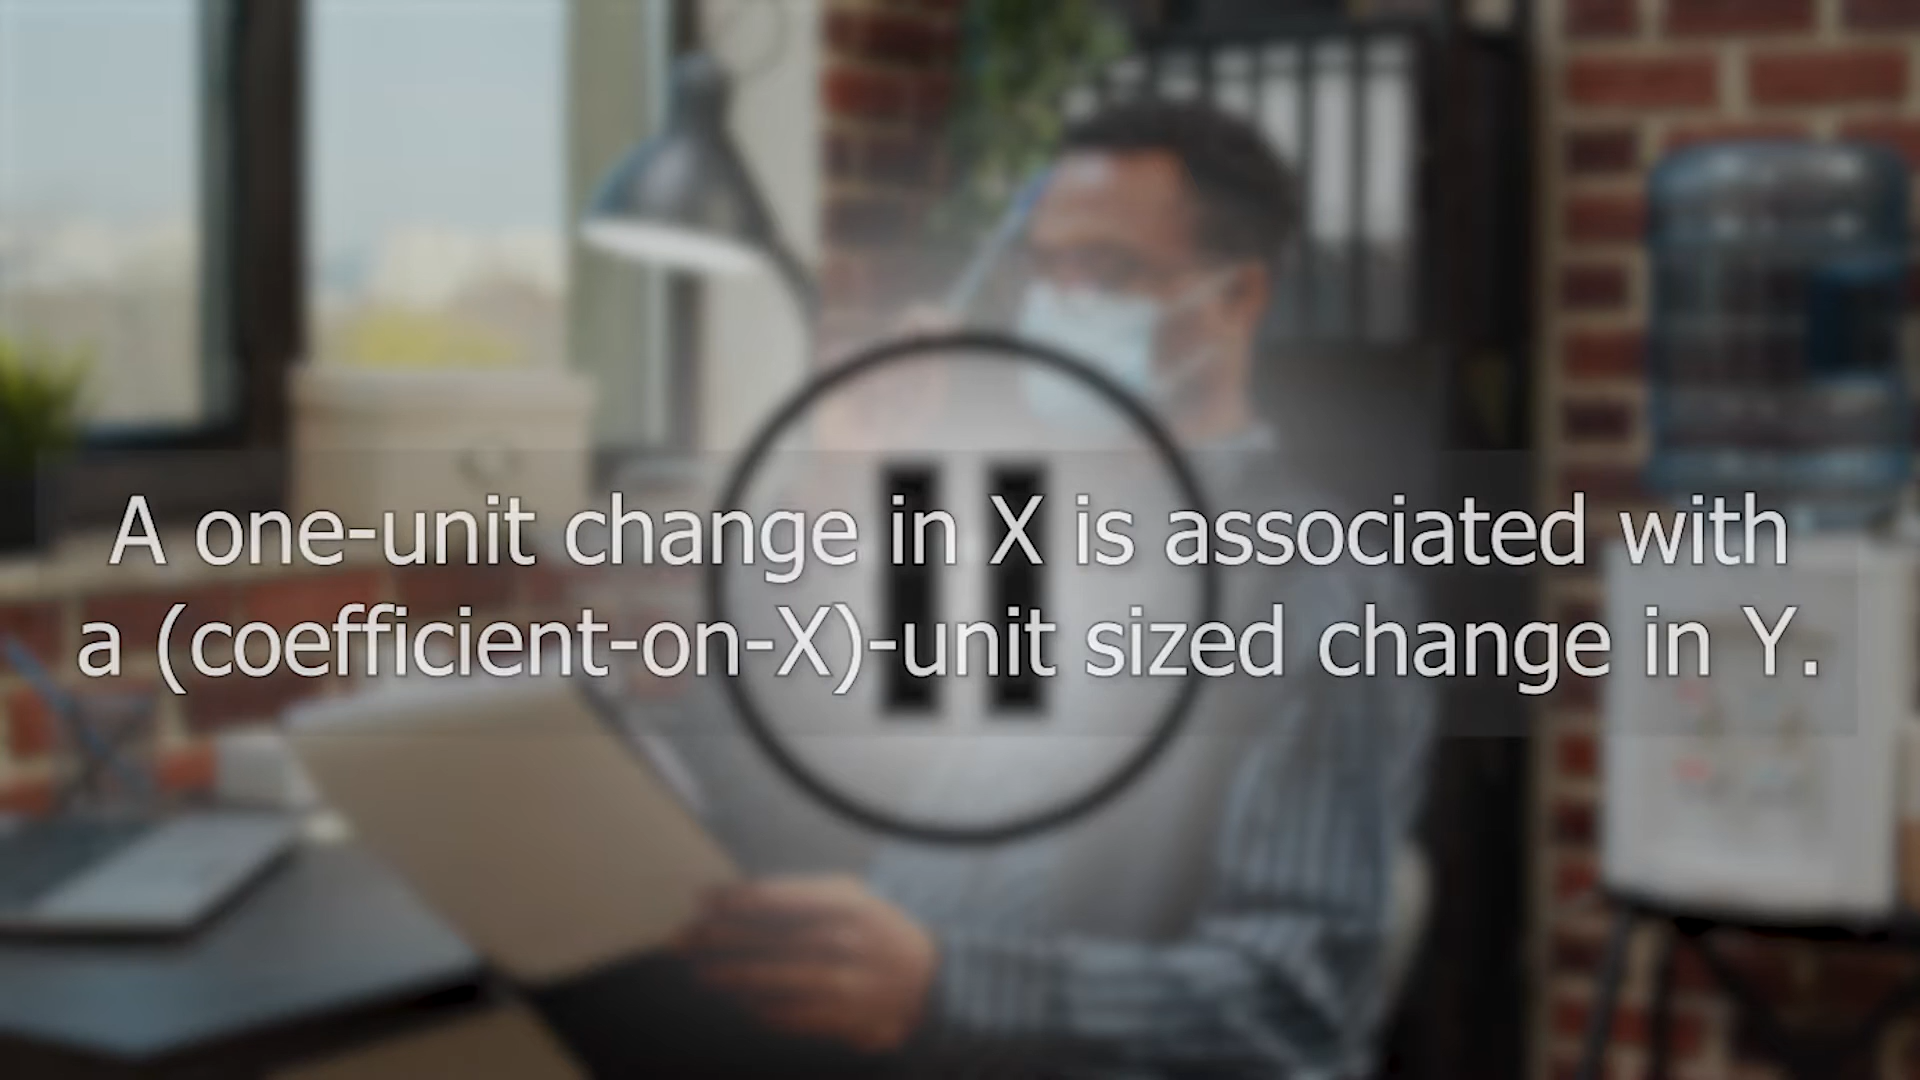 A one-unit change in X is associated with
a (coefficient-on-X)-unit sized change in Y.